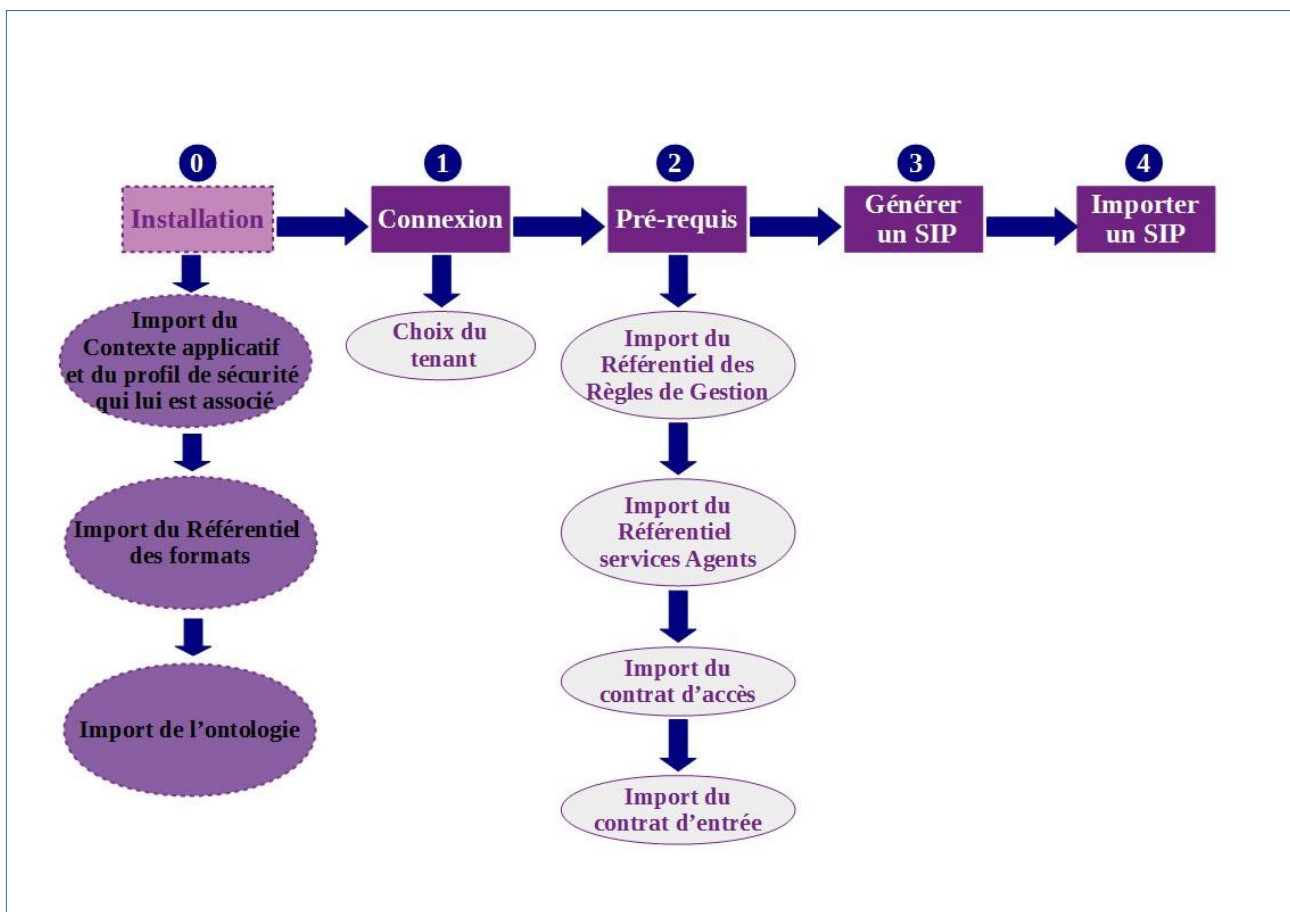 0
Installation
Import du
Contexte applicatif
et du profil de sécurité
qui lui est associé
Import du Référentiel
des formats
Import de l’ontologie
1
Connexion
Choix du
tenant
2
Pré-requis
Import du
Référentiel des
Règles de Gestion
Import du
Référentiel
services Agents
Import du
contrat d’accès
Import du
contrat d’entrée
3
Générer
un SIP
4
Importer
un SIP